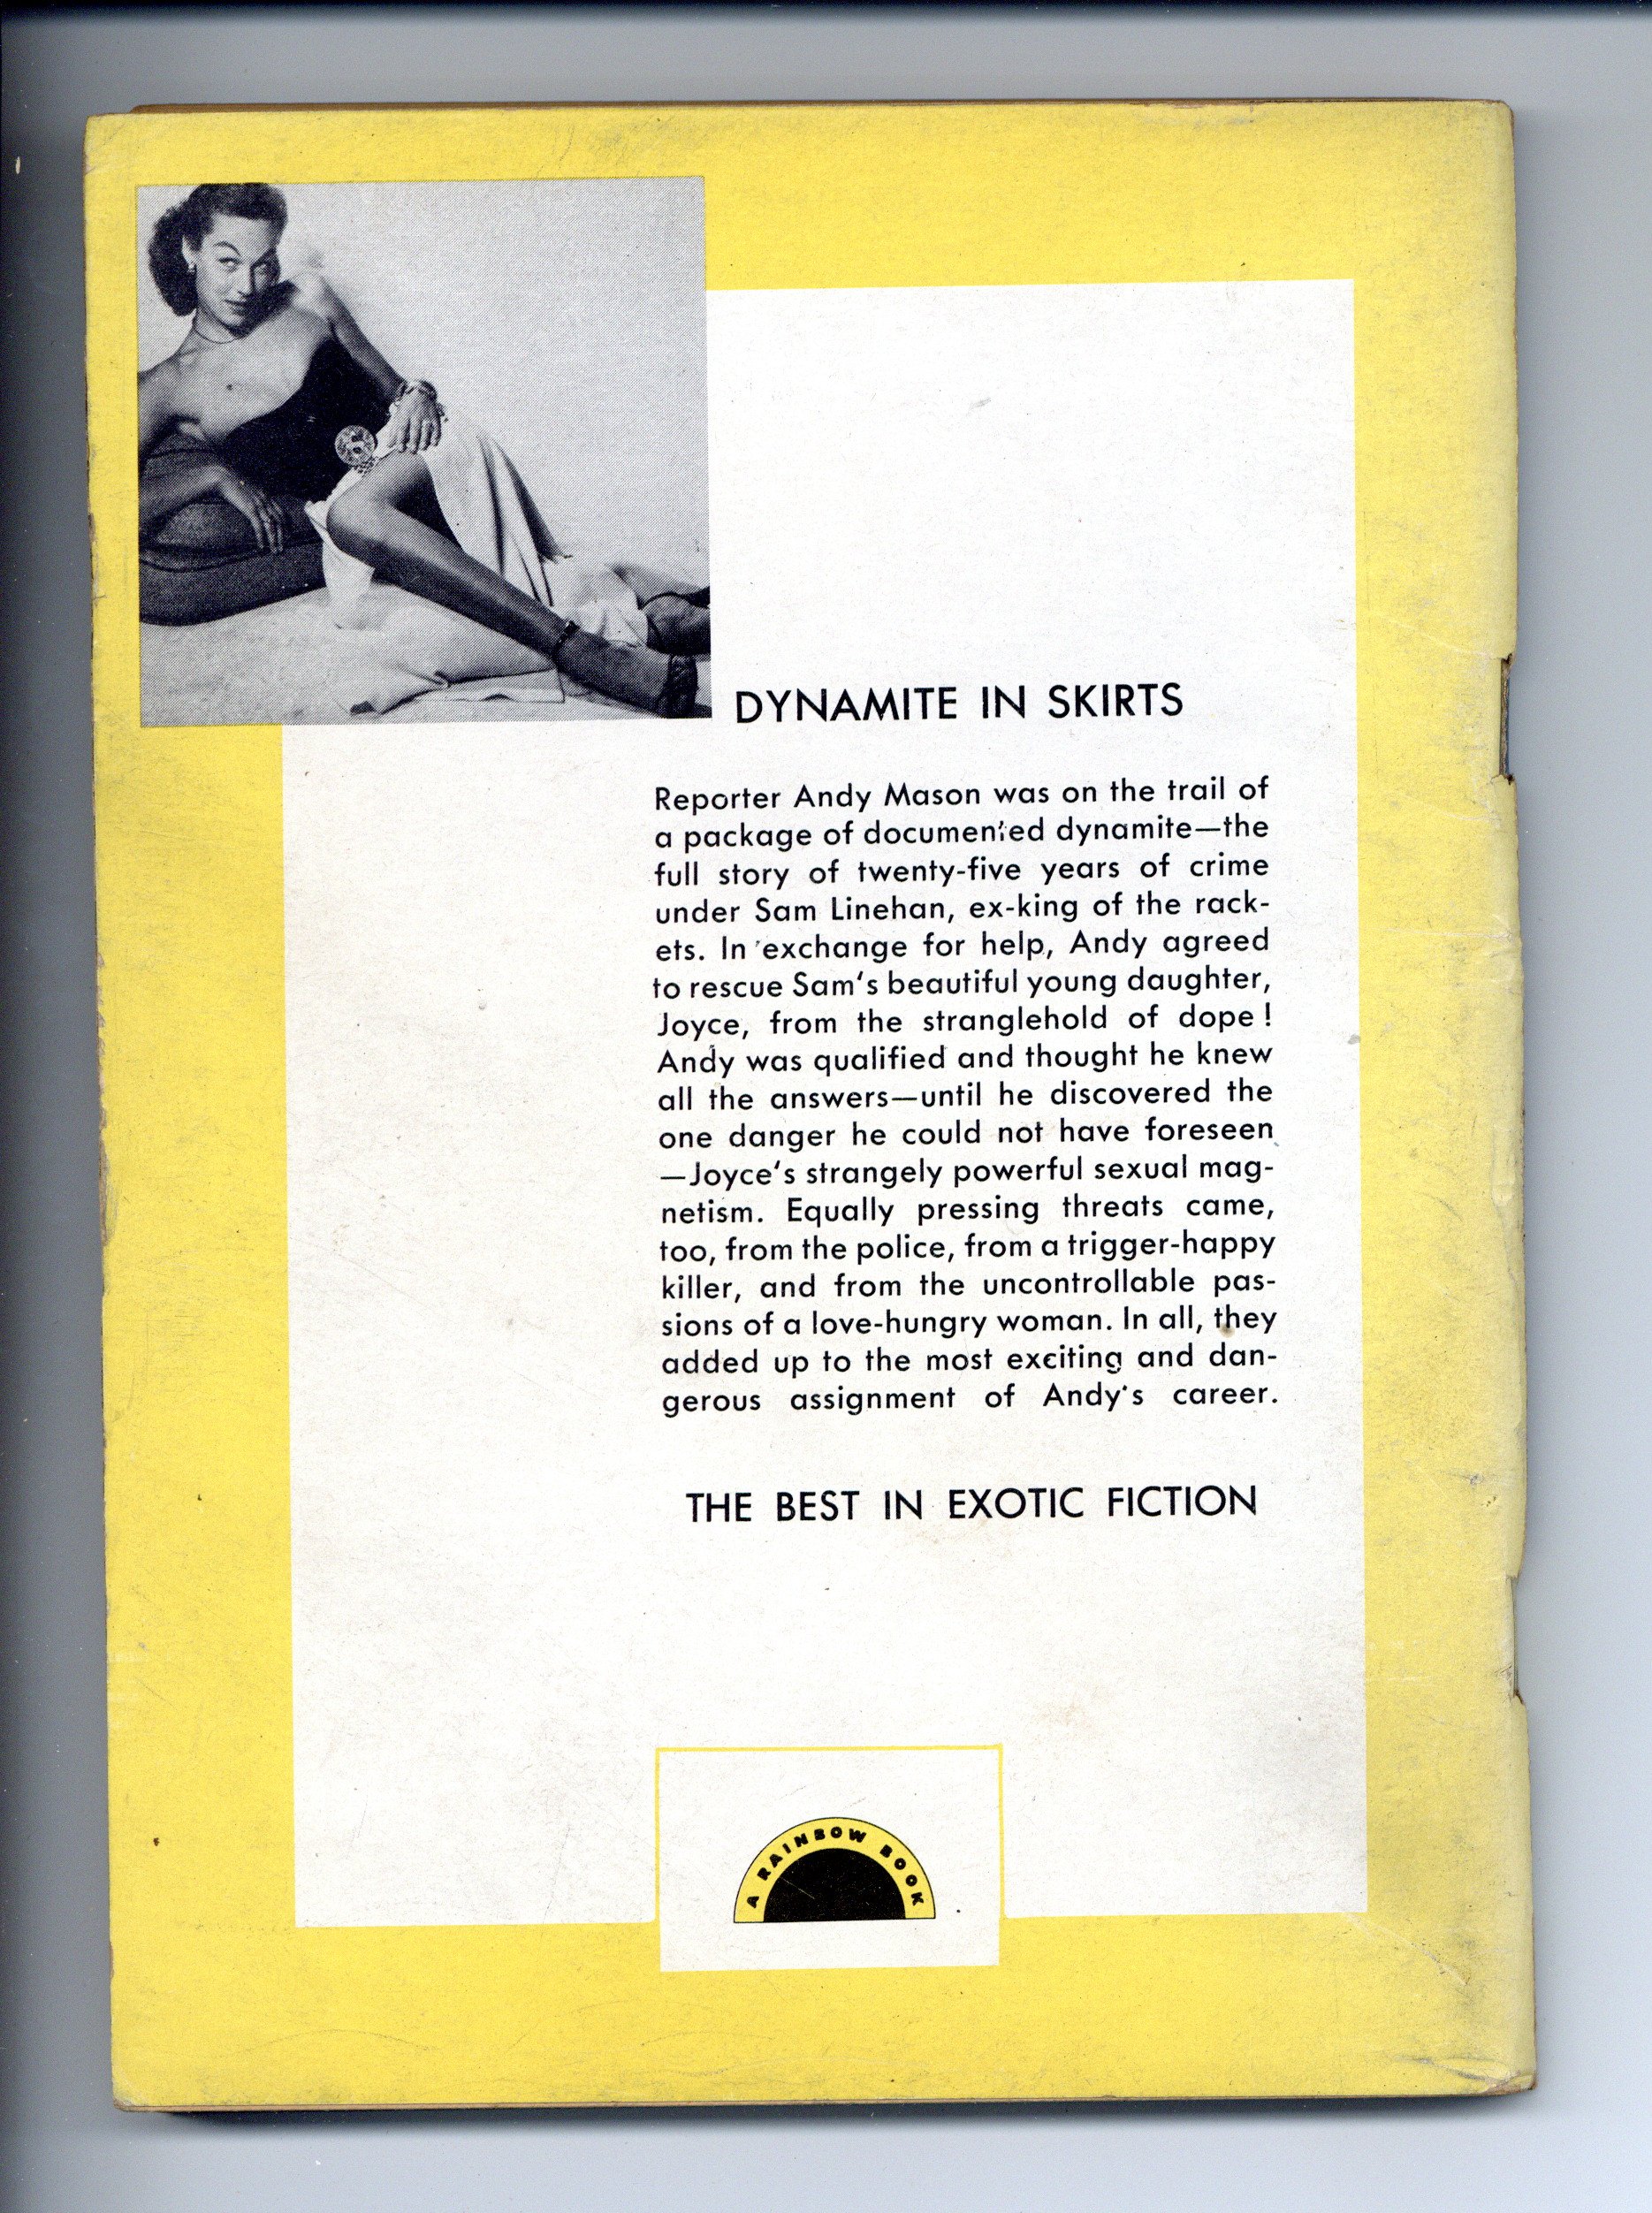 DYNAMITE IN SKIRTS
Reporter Andy Mason was on the trail of
a package of documented dynamite—the
full story of twenty-five years of crime
under Sam Linehan, ex-king of the rack-
ets. In exchange for help, Andy agreed
to rescue Sam's beautiful young daughter,
Joyce, from the stranglehold of dope!
Andy was qualified and thought he knew
all the answers—until he discovered the
one danger he could not have foreseen
—Joyce's strangely powerful sexual mag-
netism. Equally pressing threats came,
too, from the police, from a trigger-happy
killer, and from the uncontrollable pas-
sions of a love-hungry woman. In all, they
added up to the most exciting and dan-
gerous assignment of Andy's career.
THE BEST IN EXOTIC FICTION
A RAINBOW BOOK